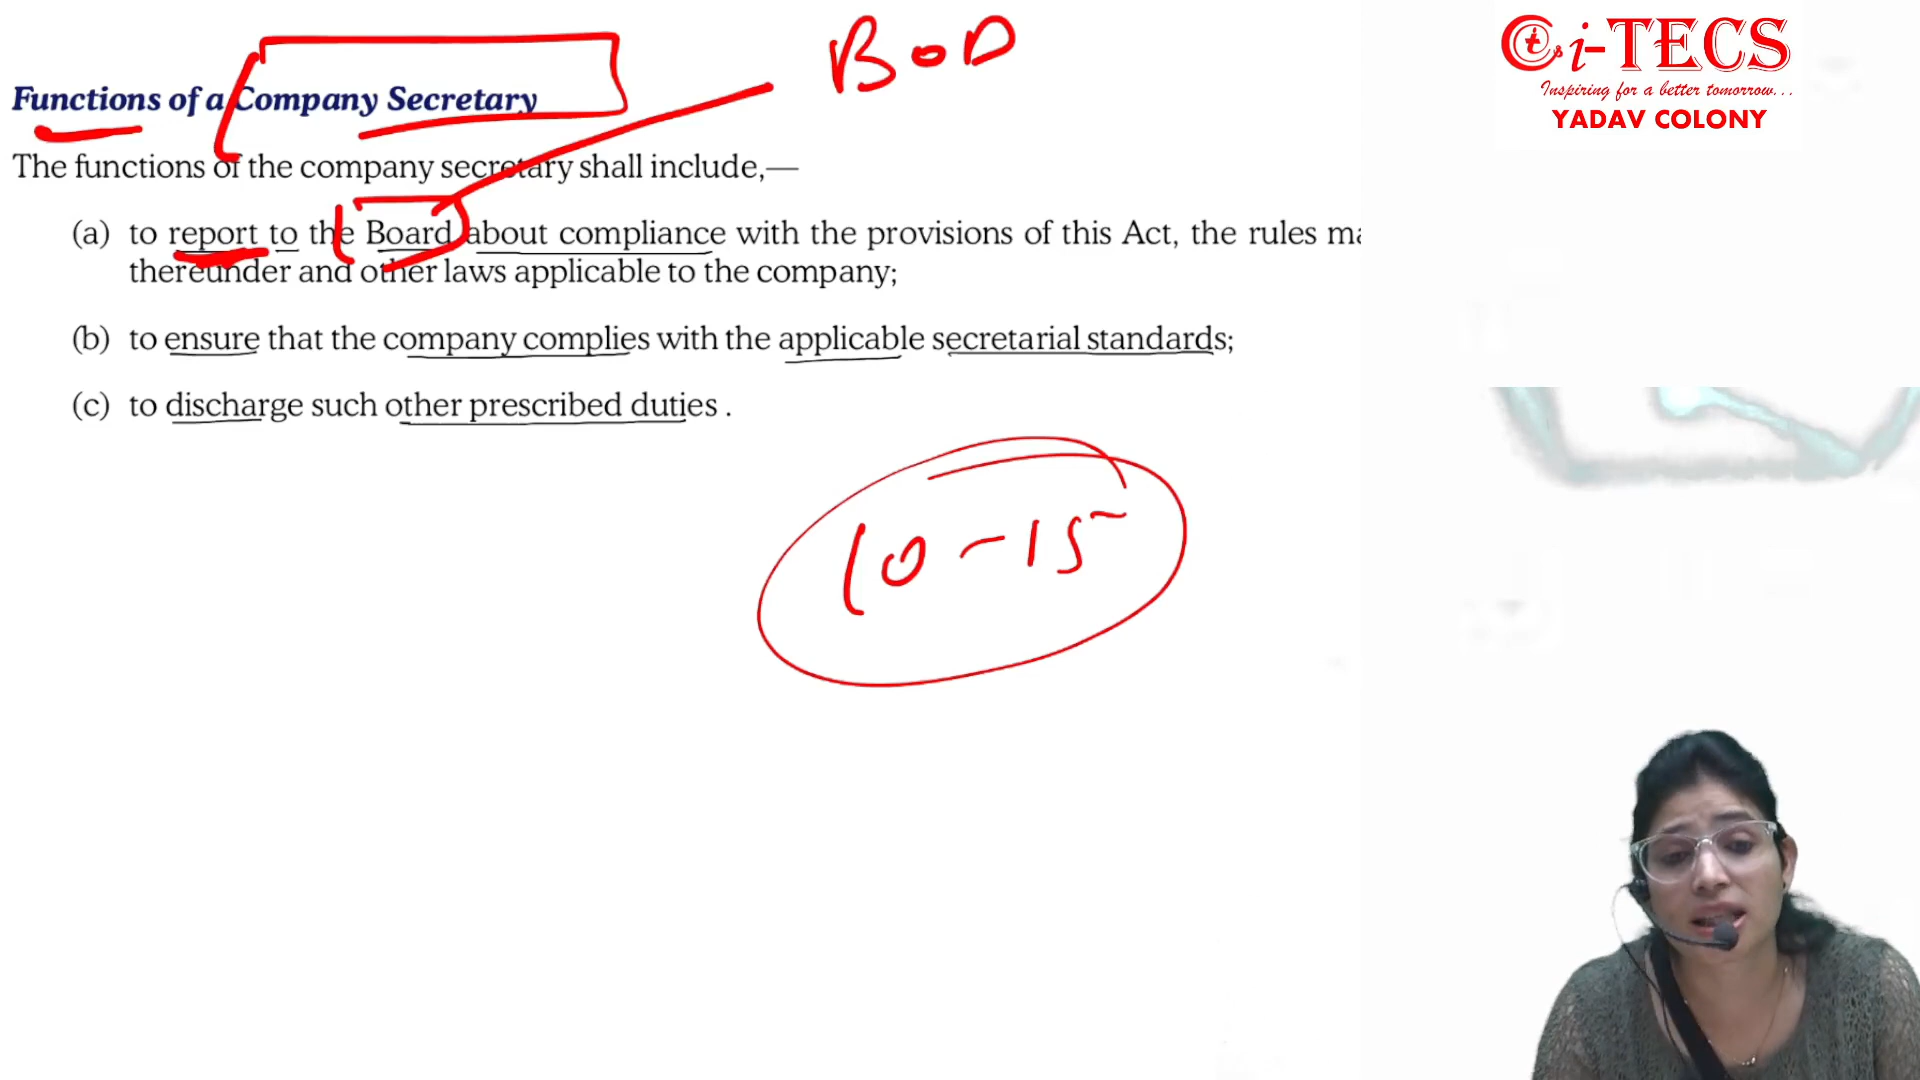 BOD
Functions of a Company Secretary
The functions of the company secretary shall include,—
(a) to report to the Board about compliance with the provisions of this Act, the rules ma
thereunder and other laws applicable to the company;
(b) to ensure that the company complies with the applicable secretarial standards;
(c) to discharge such other prescribed duties .
10-15
i-TECS
Inspiring for a better tomorrow...
YADAV COLONY